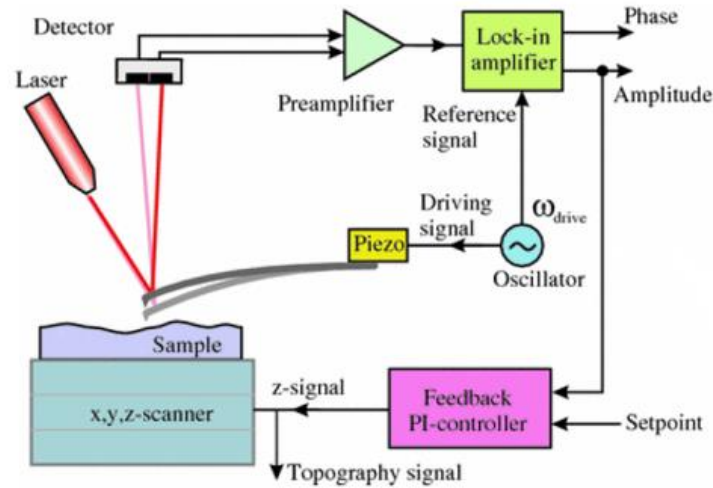 Detector
Phase
Lock-in
amplifier
Laser
Preamplifier
Amplitude
Reference
signal
Driving
signal
ωdrive
Piezo
Oscillator
Sample
z-signal
Feedback
PI-controller
x,y,z-scanner
Setpoint
Topography signal